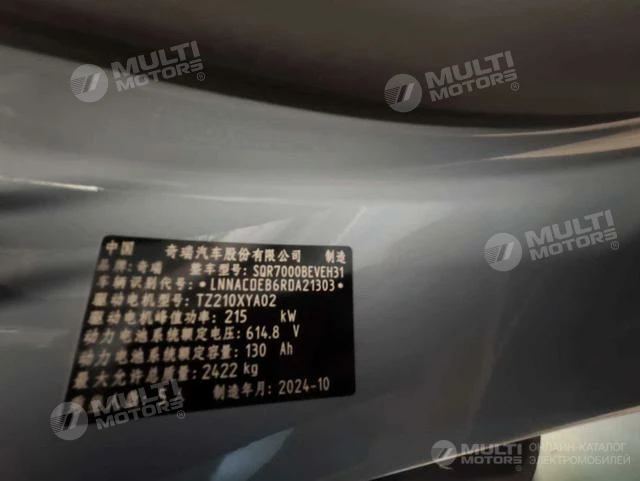 MULTI MOTORS
MULTI MOTORS
MULTI MOTORS
中国 奇瑞汽车股份有限公司 制造
品牌: 奇瑞 整车型号: SQR7000BEVEH31
车辆识别代号: *LNNACDEB6RDA21303*
驱动电机型号: TZ210XYA02
驱动电机峰值功率: 215 kW
动力电池系统额定电压: 614.8 V
动力电池系统额定容量: 130 Ah
最大允许总质量: 2422 kg
制造年月: 2024-10
MULTI MOTORS
MULTI MOTORS
ОНЛАЙН-КАТАЛОГ
ЭЛЕКТРОМОБИЛЕЙ